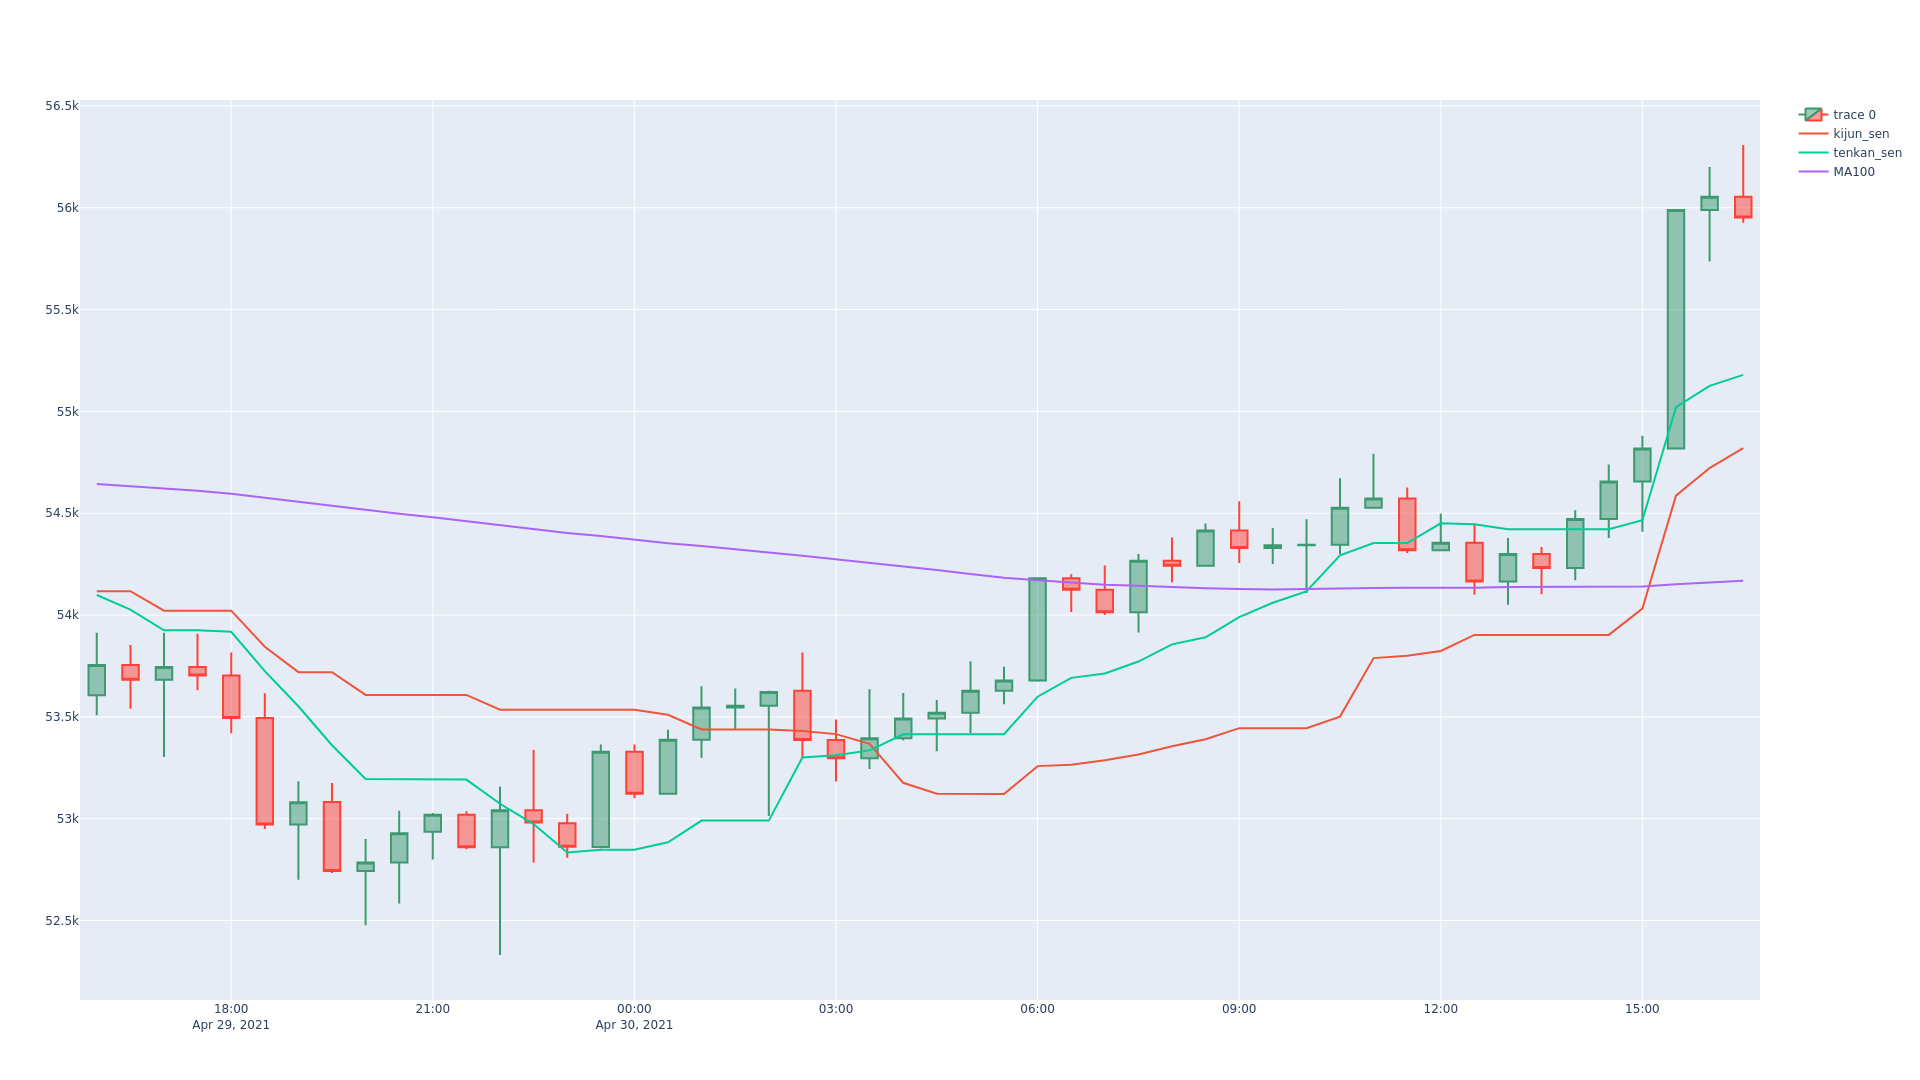 56.5k
56k
55.5k
55k
54.5k
54k
53.5k
53k
52.5k
18:00 21:00 00:00 03:00 06:00 09:00 12:00 15:00
Apr 29, 2021 Apr 30, 2021
trace 0
kijun_sen
tenkan_sen
MA100